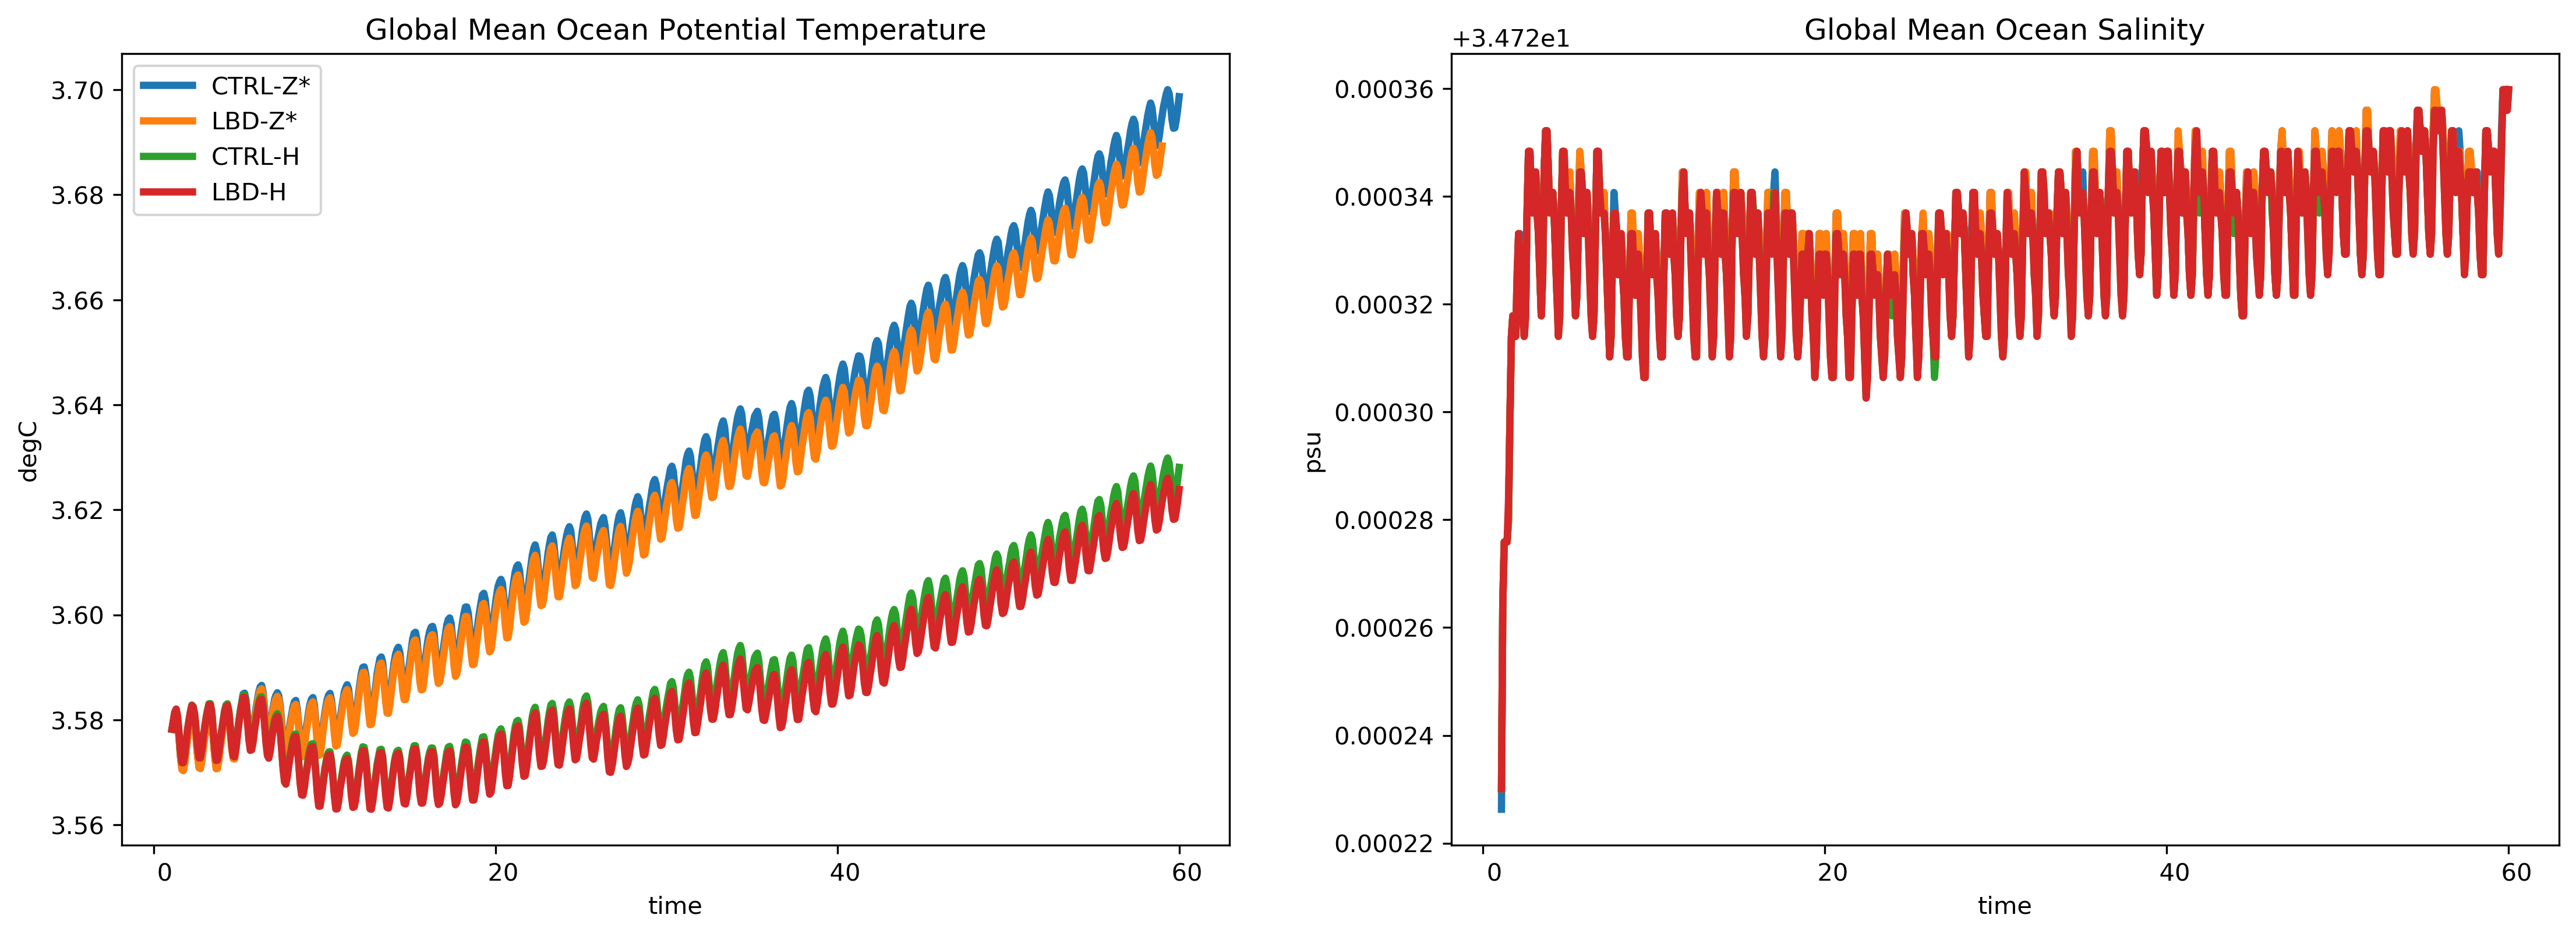 Global Mean Ocean Potential Temperature
degC
3.70
3.68
3.66
3.64
3.62
3.60
3.58
3.56
CTRL-Z*
LBD-Z*
CTRL-H
LBD-H
0 20 40 60
time
Global Mean Ocean Salinity
+3.472e1
psu
0.00036
0.00034
0.00032
0.00030
0.00028
0.00026
0.00024
0.00022
0 20 40 60
time